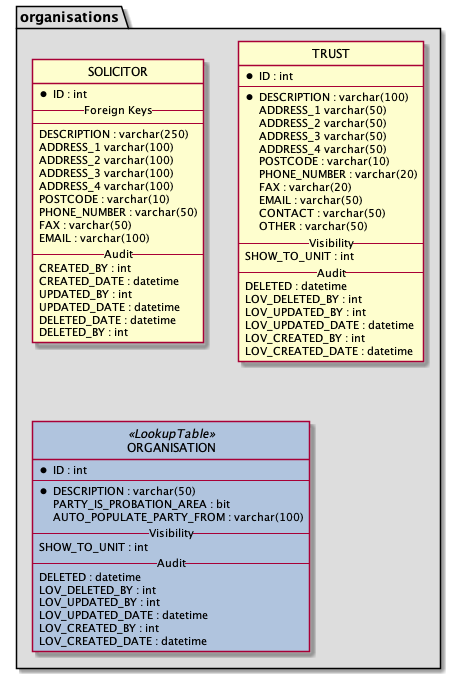 organisations
SOLICITOR
ID : int
Foreign Keys
DESCRIPTION : varchar(250)
ADDRESS_1 varchar(100)
ADDRESS_2 varchar(100)
ADDRESS_3 varchar(100)
ADDRESS_4 varchar(100)
POSTCODE : varchar(10)
PHONE_NUMBER : varchar(50)
FAX : varchar(50)
EMAIL : varchar(100)
Audit
CREATED_BY : int
CREATED_DATE : datetime
UPDATED_BY : int
UPDATED_DATE : datetime
DELETED_DATE : datetime
DELETED_BY : int
TRUST
ID : int
DESCRIPTION : varchar(100)
ADDRESS_1 varchar(50)
ADDRESS_2 varchar(50)
ADDRESS_3 varchar(50)
ADDRESS_4 varchar(50)
POSTCODE : varchar(10)
PHONE_NUMBER : varchar(20)
FAX : varchar(20)
EMAIL : varchar(50)
CONTACT : varchar(50)
OTHER : varchar(50)
Visibility
SHOW_TO_UNIT : int
Audit
DELETED : datetime
LOV_DELETED_BY : int
LOV_UPDATED_BY : int
LOV_UPDATED_DATE : datetime
LOV_CREATED_BY : int
LOV_CREATED_DATE : datetime
«LookupTable»
ORGANISATION
ID : int
DESCRIPTION : varchar(50)
PARTY_IS_PROBATION_AREA : bit
AUTO_POPULATE_PARTY_FROM : varchar(100)
Visibility
SHOW_TO_UNIT : int
Audit
DELETED : datetime
LOV_DELETED_BY : int
LOV_UPDATED_BY : int
LOV_UPDATED_DATE : datetime
LOV_CREATED_BY : int
LOV_CREATED_DATE : datetime